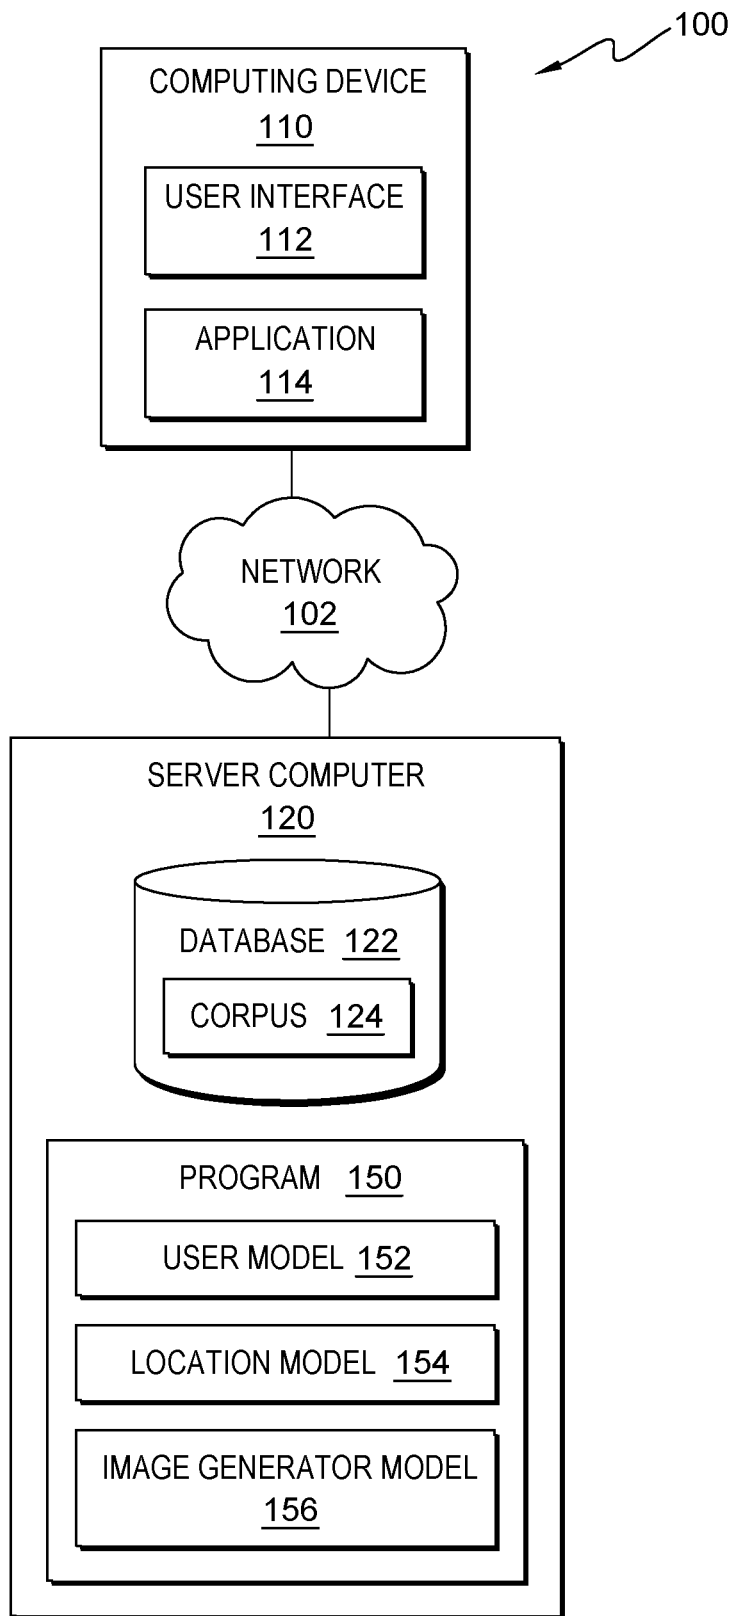 100
COMPUTING DEVICE
110
USER INTERFACE
112
APPLICATION
114
NETWORK
102
SERVER COMPUTER
120
DATABASE 122
CORPUS 124
PROGRAM 150
USER MODEL 152
LOCATION MODEL 154
IMAGE GENERATOR MODEL
156